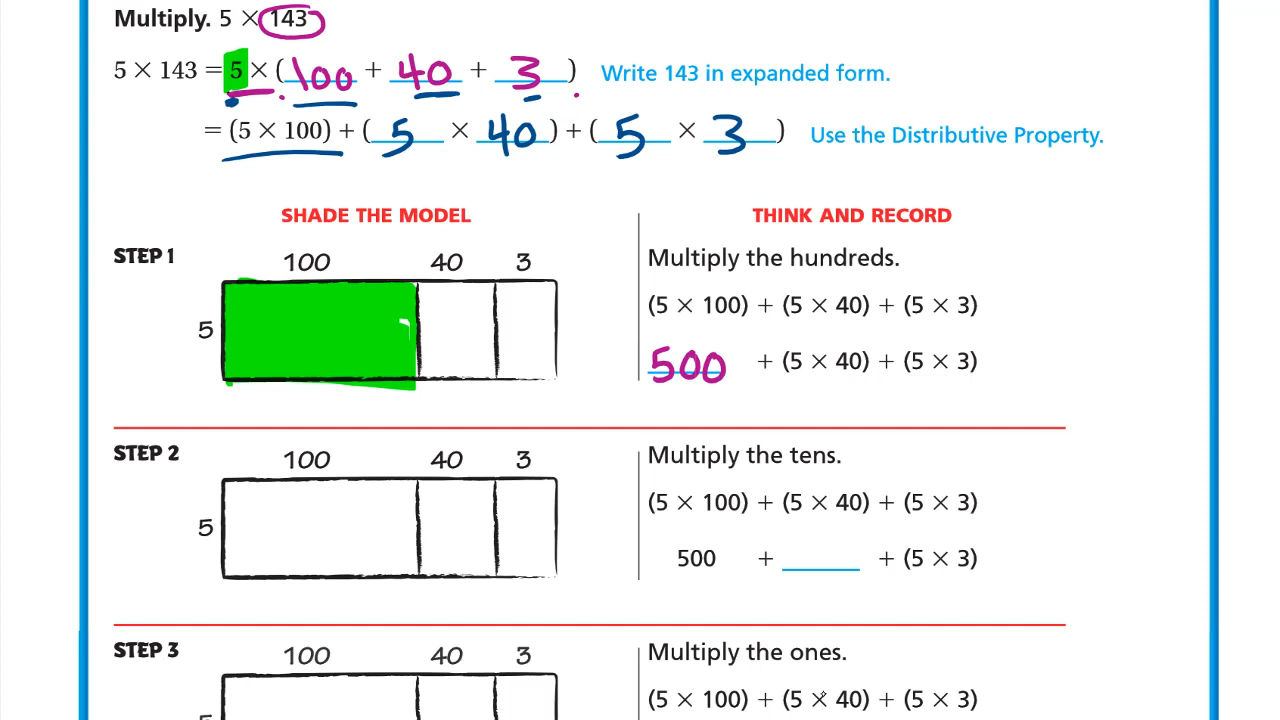 Multiply. 5 × 143
5 × 143 = 5 × ( 100 + 40 + 3 ) Write 143 in expanded form.
= (5 × 100) + ( 5 × 40 ) + ( 5 × 3 ) Use the Distributive Property.
SHADE THE MODEL
THINK AND RECORD
STEP 1
100 40 3
5
Multiply the hundreds.
(5 × 100) + (5 × 40) + (5 × 3)
500 + (5 × 40) + (5 × 3)
STEP 2
100 40 3
5
Multiply the tens.
(5 × 100) + (5 × 40) + (5 × 3)
500 + ______ + (5 × 3)
STEP 3
100 40 3
Multiply the ones.
(5 × 100) + (5 × 40) + (5 × 3)